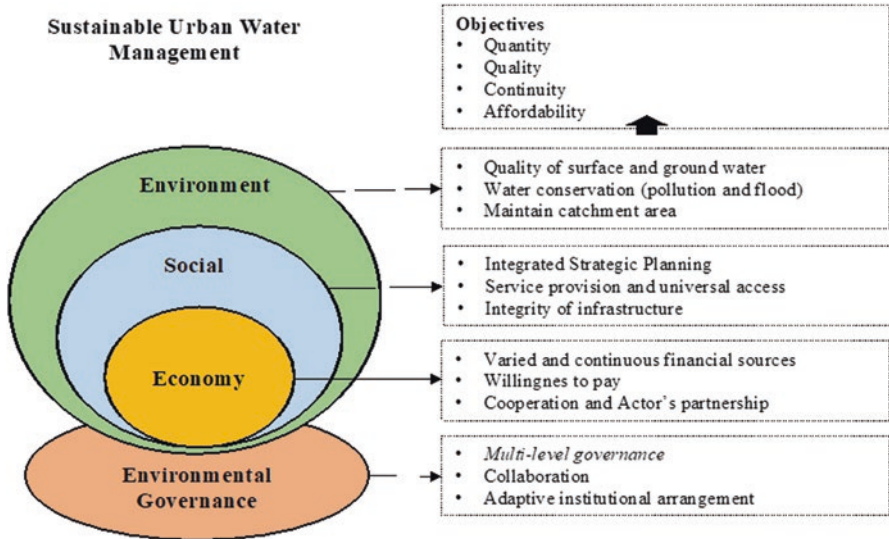 Sustainable Urban Water
Management
Objectives
• Quantity
• Quality
• Continuity
• Affordability
Environment
• Quality of surface and ground water
• Water conservation (pollution and flood)
• Maintain catchment area
Social
• Integrated Strategic Planning
• Service provision and universal access
• Integrity of infrastructure
Economy
• Varied and continuous financial sources
• Willingnes to pay
• Cooperation and Actor’s partnership
Environmental
Governance
• Multi-level governance
• Collaboration
• Adaptive institutional arrangement